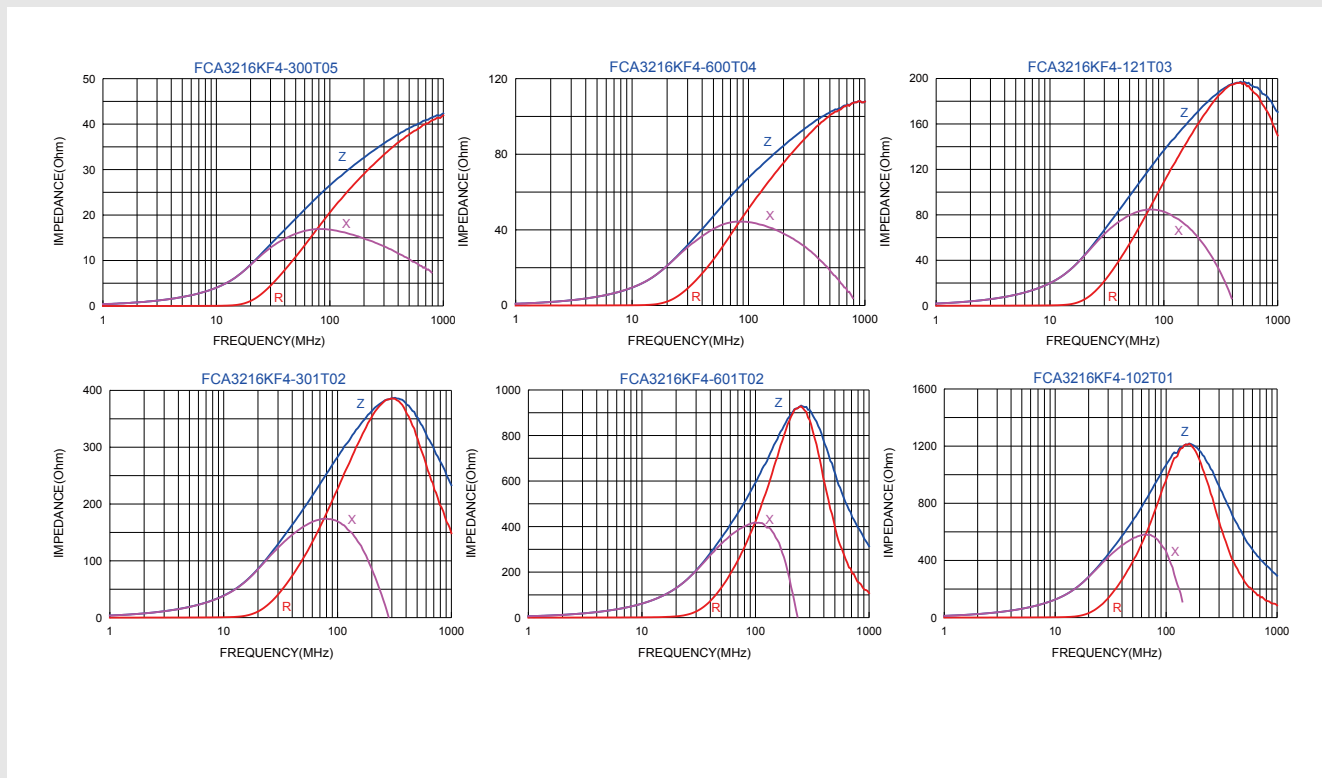 FCA3216KF4-300T05
50
40
30
20
10
0
IMPEDANCE(Ohm)
Z
X
R
1
10
100
1000
FREQUENCY(MHz)
FCA3216KF4-600T04
120
80
40
0
IMPEDANCE(Ohm)
Z
X
R
1
10
100
1000
FREQUENCY(MHz)
FCA3216KF4-121T03
200
160
120
80
40
0
IMPEDANCE(Ohm)
Z
X
R
1
10
100
1000
FREQUENCY(MHz)
FCA3216KF4-301T02
400
300
200
100
0
IMPEDANCE(Ohm)
Z
X
R
1
10
100
1000
FREQUENCY(MHz)
FCA3216KF4-601T02
1000
800
600
400
200
0
IMPEDANCE(Ohm)
Z
X
R
1
10
100
1000
FREQUENCY(MHz)
FCA3216KF4-102T01
1600
1200
800
400
0
IMPEDANCE(Ohm)
Z
X
R
1
10
100
1000
FREQUENCY(MHz)